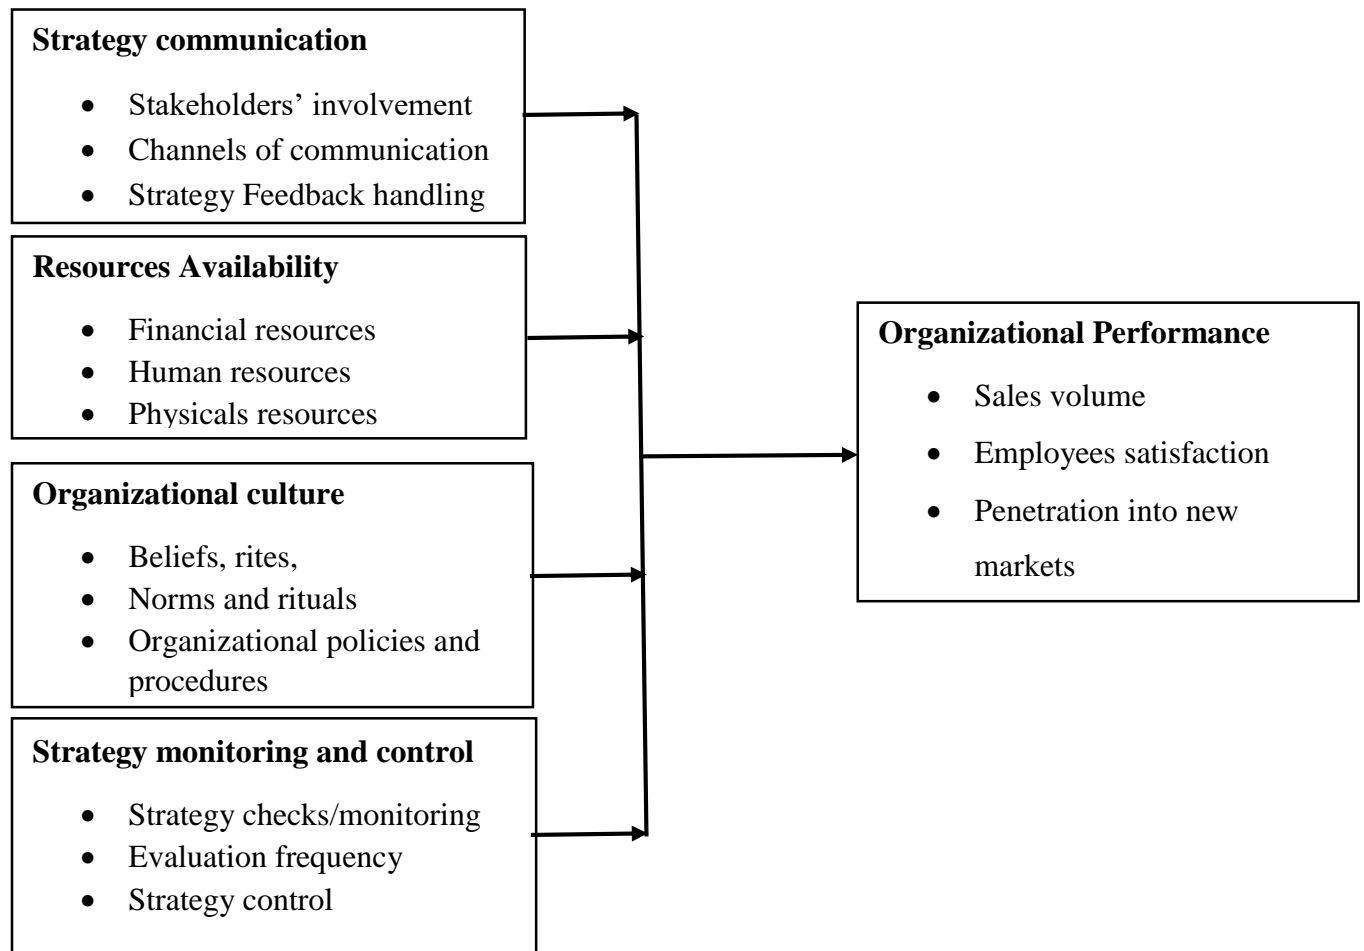 Strategy communication
• Stakeholders’ involvement
• Channels of communication
• Strategy Feedback handling
Resources Availability
• Financial resources
• Human resources
• Physicals resources
Organizational culture
• Beliefs, rites,
• Norms and rituals
• Organizational policies and
procedures
Strategy monitoring and control
• Strategy checks/monitoring
• Evaluation frequency
• Strategy control
Organizational Performance
• Sales volume
• Employees satisfaction
• Penetration into new
markets